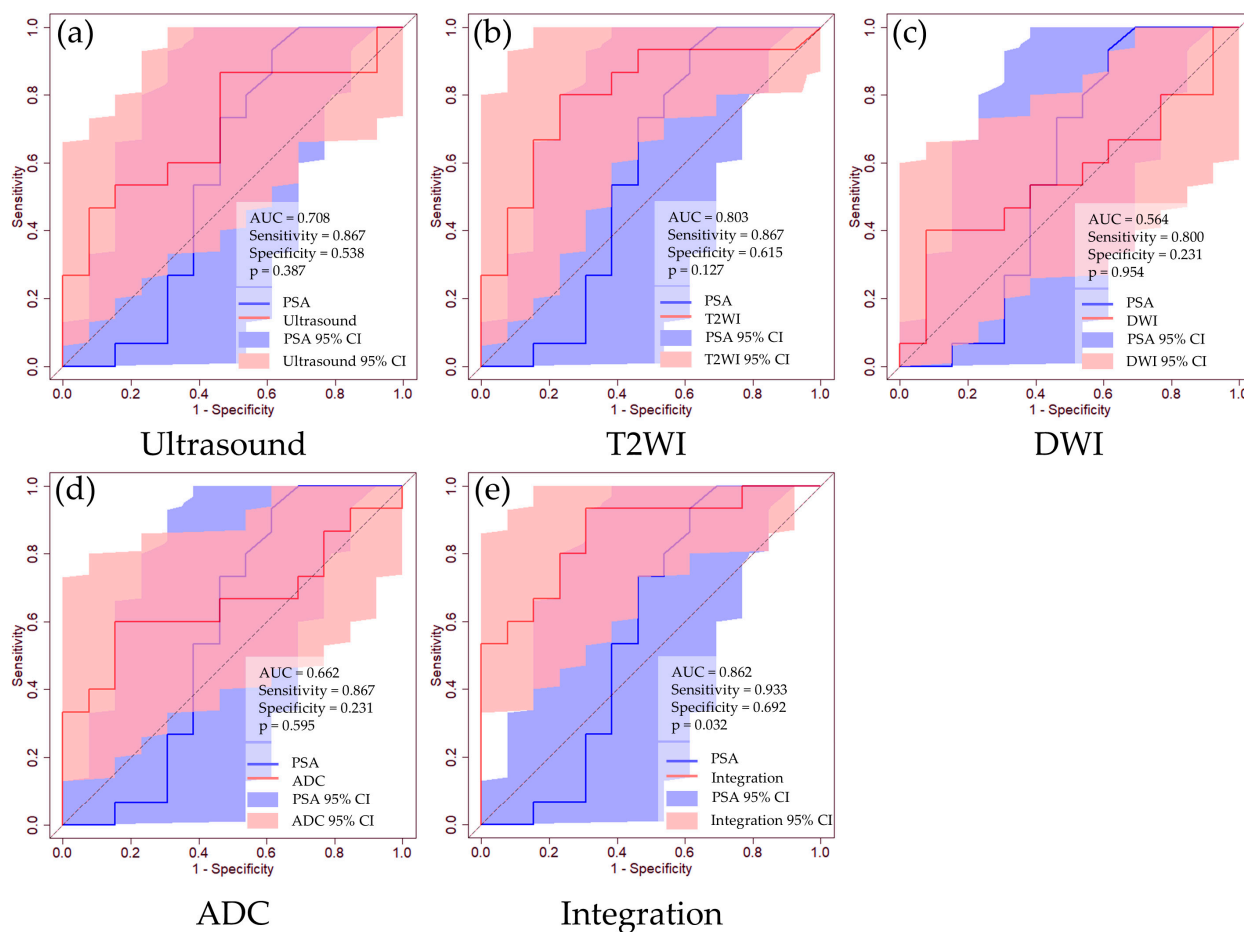 (a)
1.0
0.8
0.6
0.4
0.2
0.0
Sensitivity
AUC = 0.708
Sensitivity = 0.867
Specificity = 0.538
p = 0.387
PSA
Ultrasound
PSA 95% CI
Ultrasound 95% CI
0.0 0.2 0.4 0.6 0.8 1.0
1 - Specificity
Ultrasound
(b)
1.0
0.8
0.6
0.4
0.2
0.0
Sensitivity
AUC = 0.803
Sensitivity = 0.867
Specificity = 0.615
p = 0.127
PSA
T2WI
PSA 95% CI
T2WI 95% CI
0.0 0.2 0.4 0.6 0.8 1.0
1 - Specificity
T2WI
(c)
1.0
0.8
0.6
0.4
0.2
0.0
Sensitivity
AUC = 0.564
Sensitivity = 0.800
Specificity = 0.231
p = 0.954
PSA
DWI
PSA 95% CI
DWI 95% CI
0.0 0.2 0.4 0.6 0.8 1.0
1 - Specificity
DWI
(d)
1.0
0.8
0.6
0.4
0.2
0.0
Sensitivity
AUC = 0.662
Sensitivity = 0.867
Specificity = 0.231
p = 0.595
PSA
ADC
PSA 95% CI
ADC 95% CI
0.0 0.2 0.4 0.6 0.8 1.0
1 - Specificity
ADC
(e)
1.0
0.8
0.6
0.4
0.2
0.0
Sensitivity
AUC = 0.862
Sensitivity = 0.933
Specificity = 0.692
p = 0.032
PSA
Integration
PSA 95% CI
Integration 95% CI
0.0 0.2 0.4 0.6 0.8 1.0
1 - Specificity
Integration